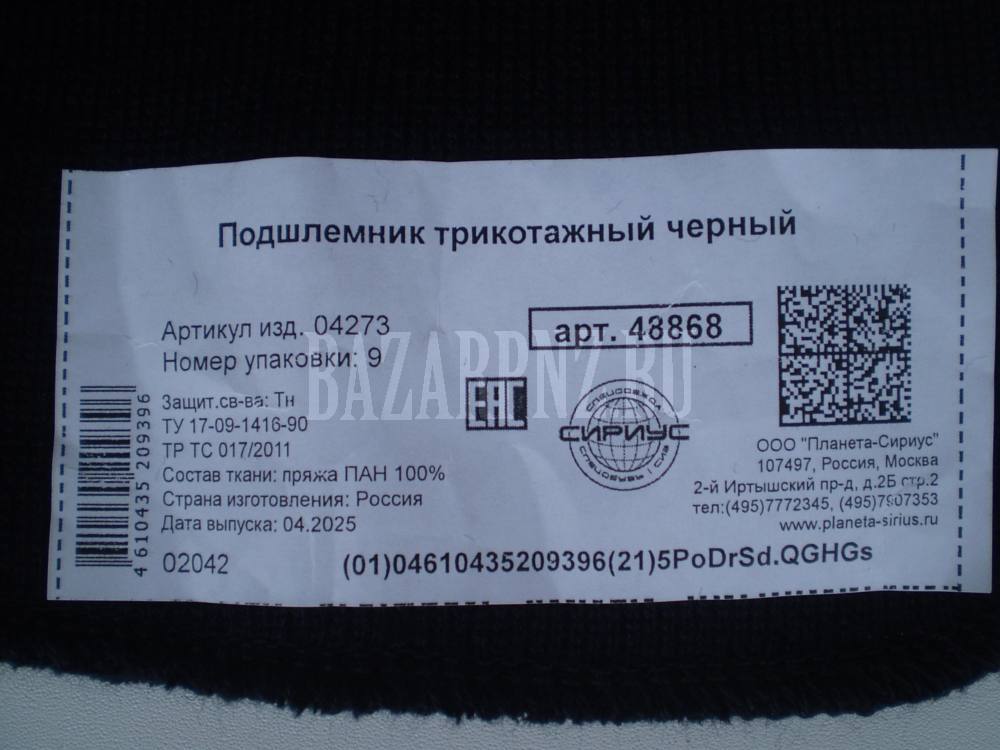 Подшлемник трикотажный черный
Артикул изд. 04273
Номер упаковки: 9
арт. 48868
BAZARPNZ.RU
Защит.св-ва: Тн
ТУ 17-09-1416-90
ТР ТС 017/2011
Состав ткани: пряжа ПАН 100%
Страна изготовления: Россия
Дата выпуска: 04.2025
02042
4 610435 209396
EAC
СПЕЦОДЕЖДА
СИРИУС
СПЕЦОБУВЬ И СИЗ
ООО "Планета-Сириус"
107497, Россия, Москва
2-й Иртышский пр-д, д.2Б стр.2
тел:(495)7772345, (495)7907353
www.planeta-sirius.ru
(01)04610435209396(21)5PoDrSd.QGHGs